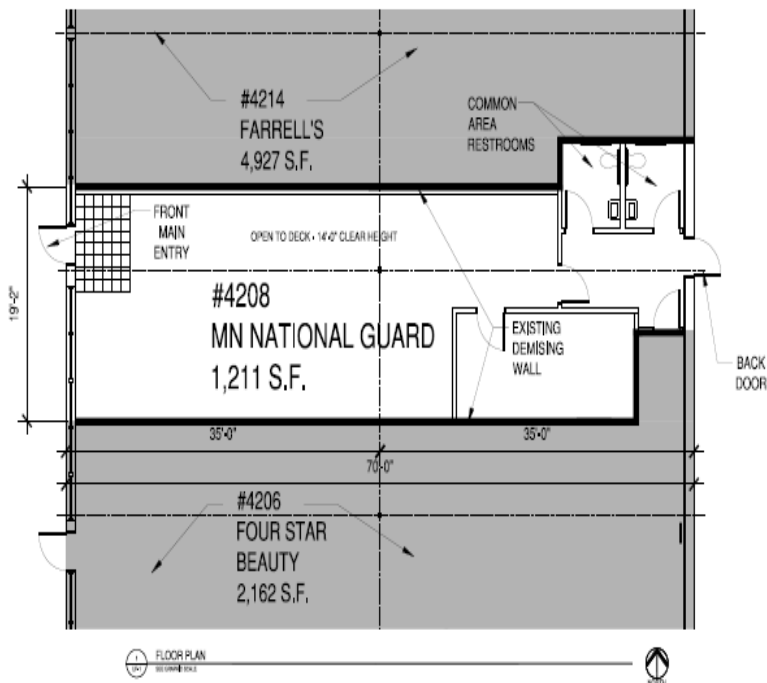 #4214
FARRELL'S
4,927 S.F.
COMMON
AREA
RESTROOMS
FRONT
MAIN
ENTRY
OPEN TO DECK - 14'-0" CLEAR HEIGHT
19'-2"
#4208
MN NATIONAL GUARD
1,211 S.F.
EXISTING
DEMISING
WALL
BACK
DOOR
35'-0"
35'-0"
70'-0"
#4206
FOUR STAR
BEAUTY
2,162 S.F.
1
FLOOR PLAN
NORTH